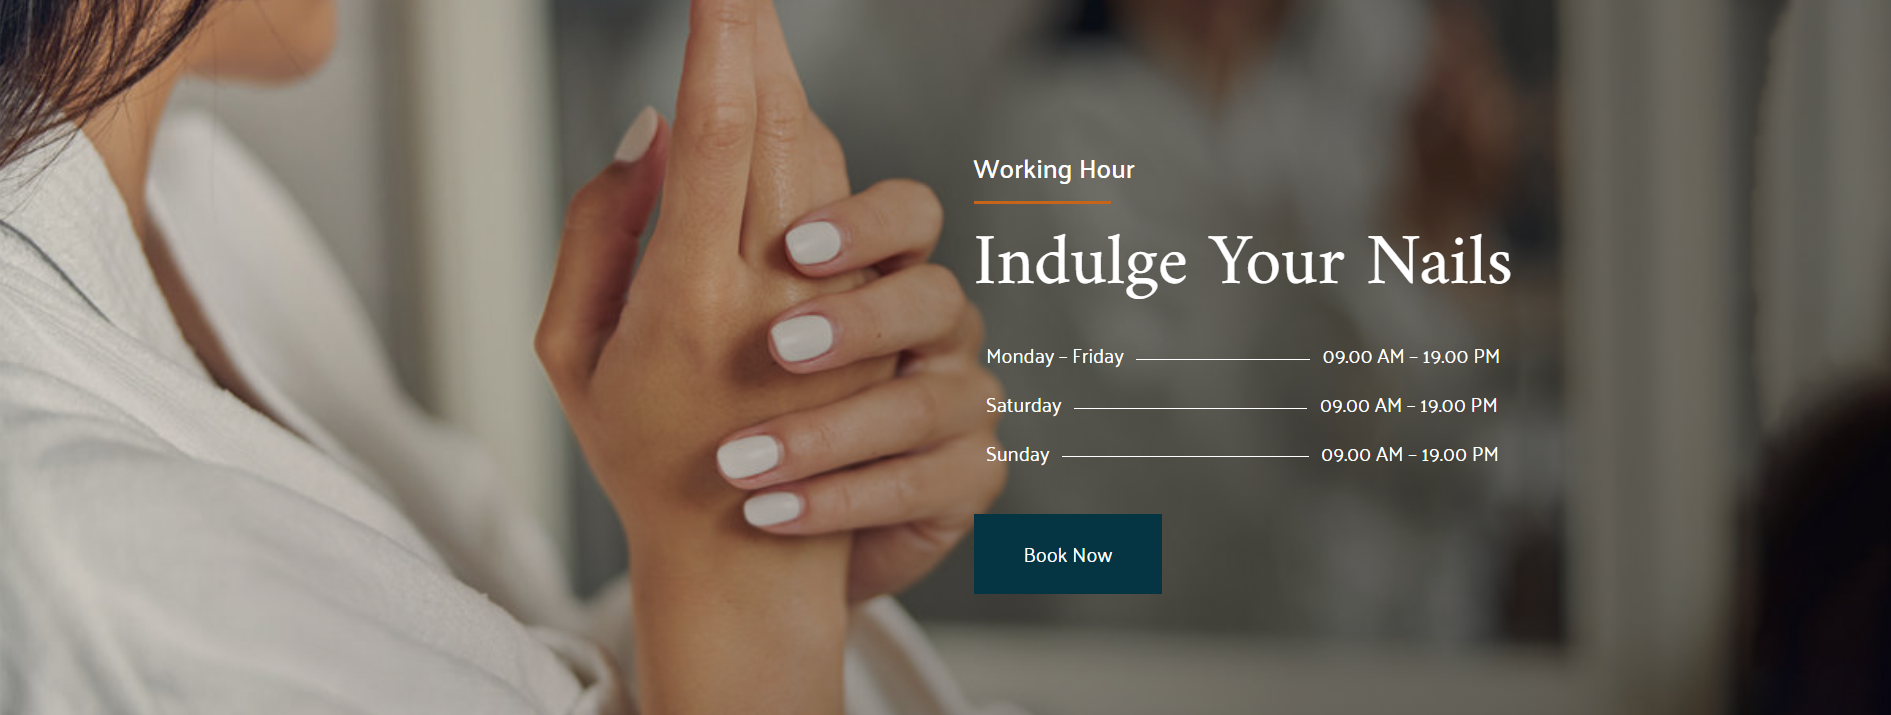 Working Hour
Indulge Your Nails
Monday – Friday 09.00 AM – 19.00 PM
Saturday 09.00 AM – 19.00 PM
Sunday 09.00 AM – 19.00 PM
Book Now